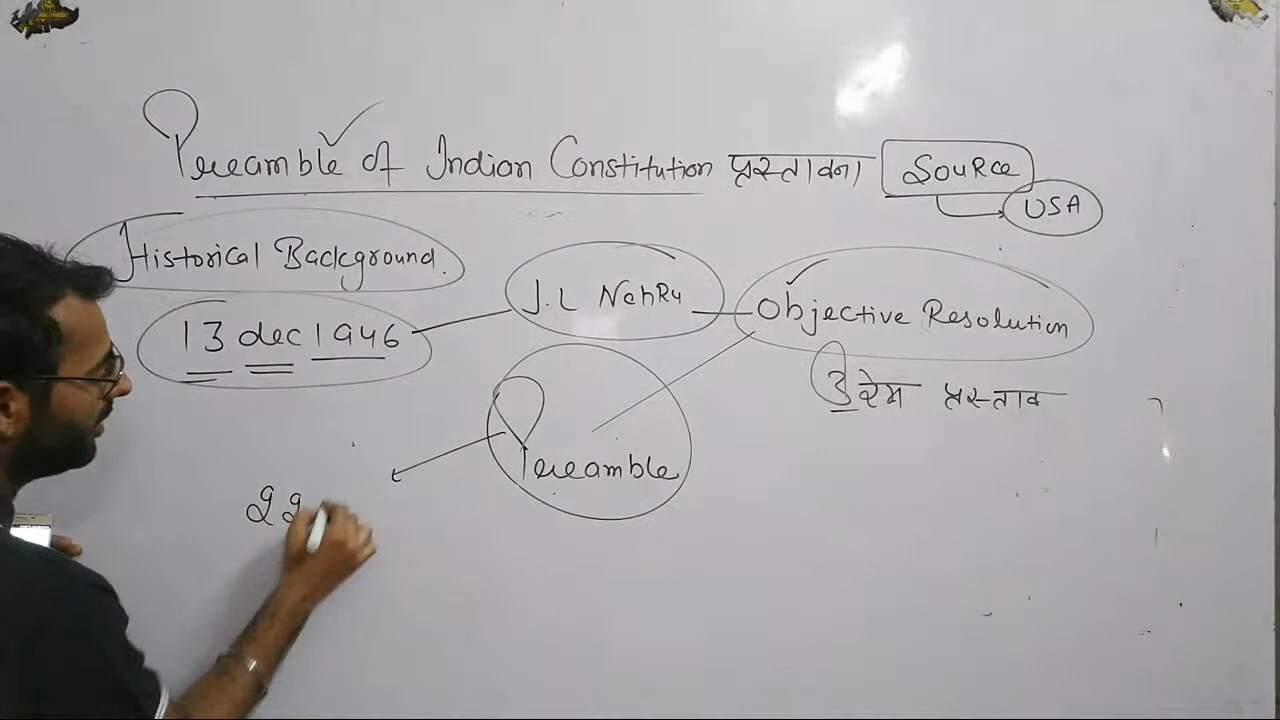 Preamble of Indian Constitution प्रस्तावना Source
USA
Historical Background.
J.L NehRu
Objective Resolution
13 dec 1946
उदेश्य प्रस्ताव
Preamble
22